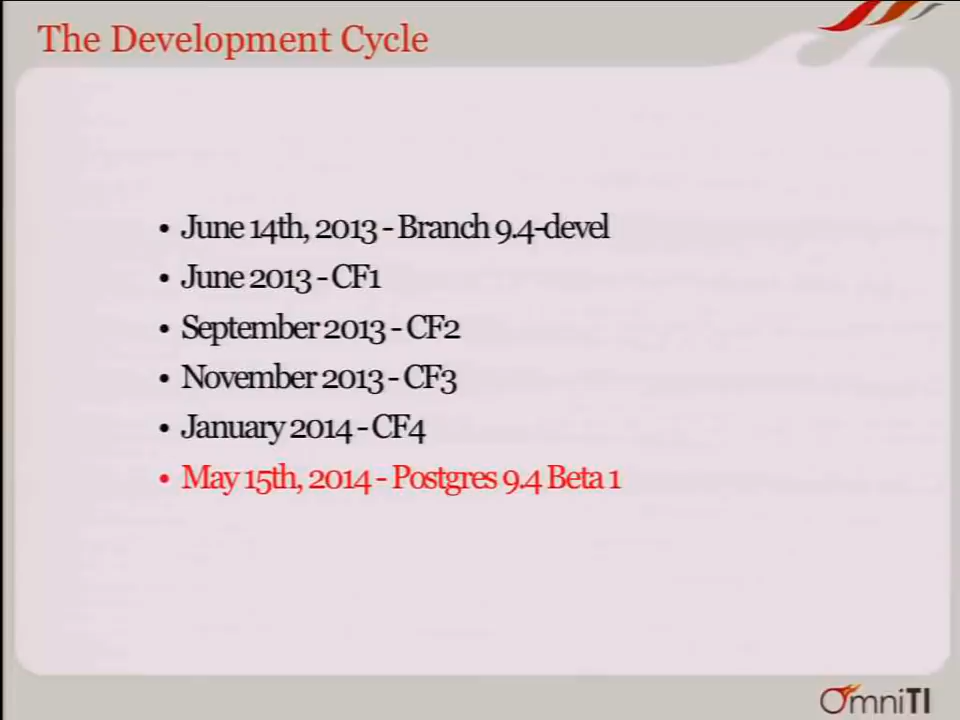 The Development Cycle
• June 14th, 2013 - Branch 9.4-devel
• June 2013 - CF1
• September 2013 - CF2
• November 2013 - CF3
• January 2014 - CF4
• May 15th, 2014 - Postgres 9.4 Beta 1
OmniTI